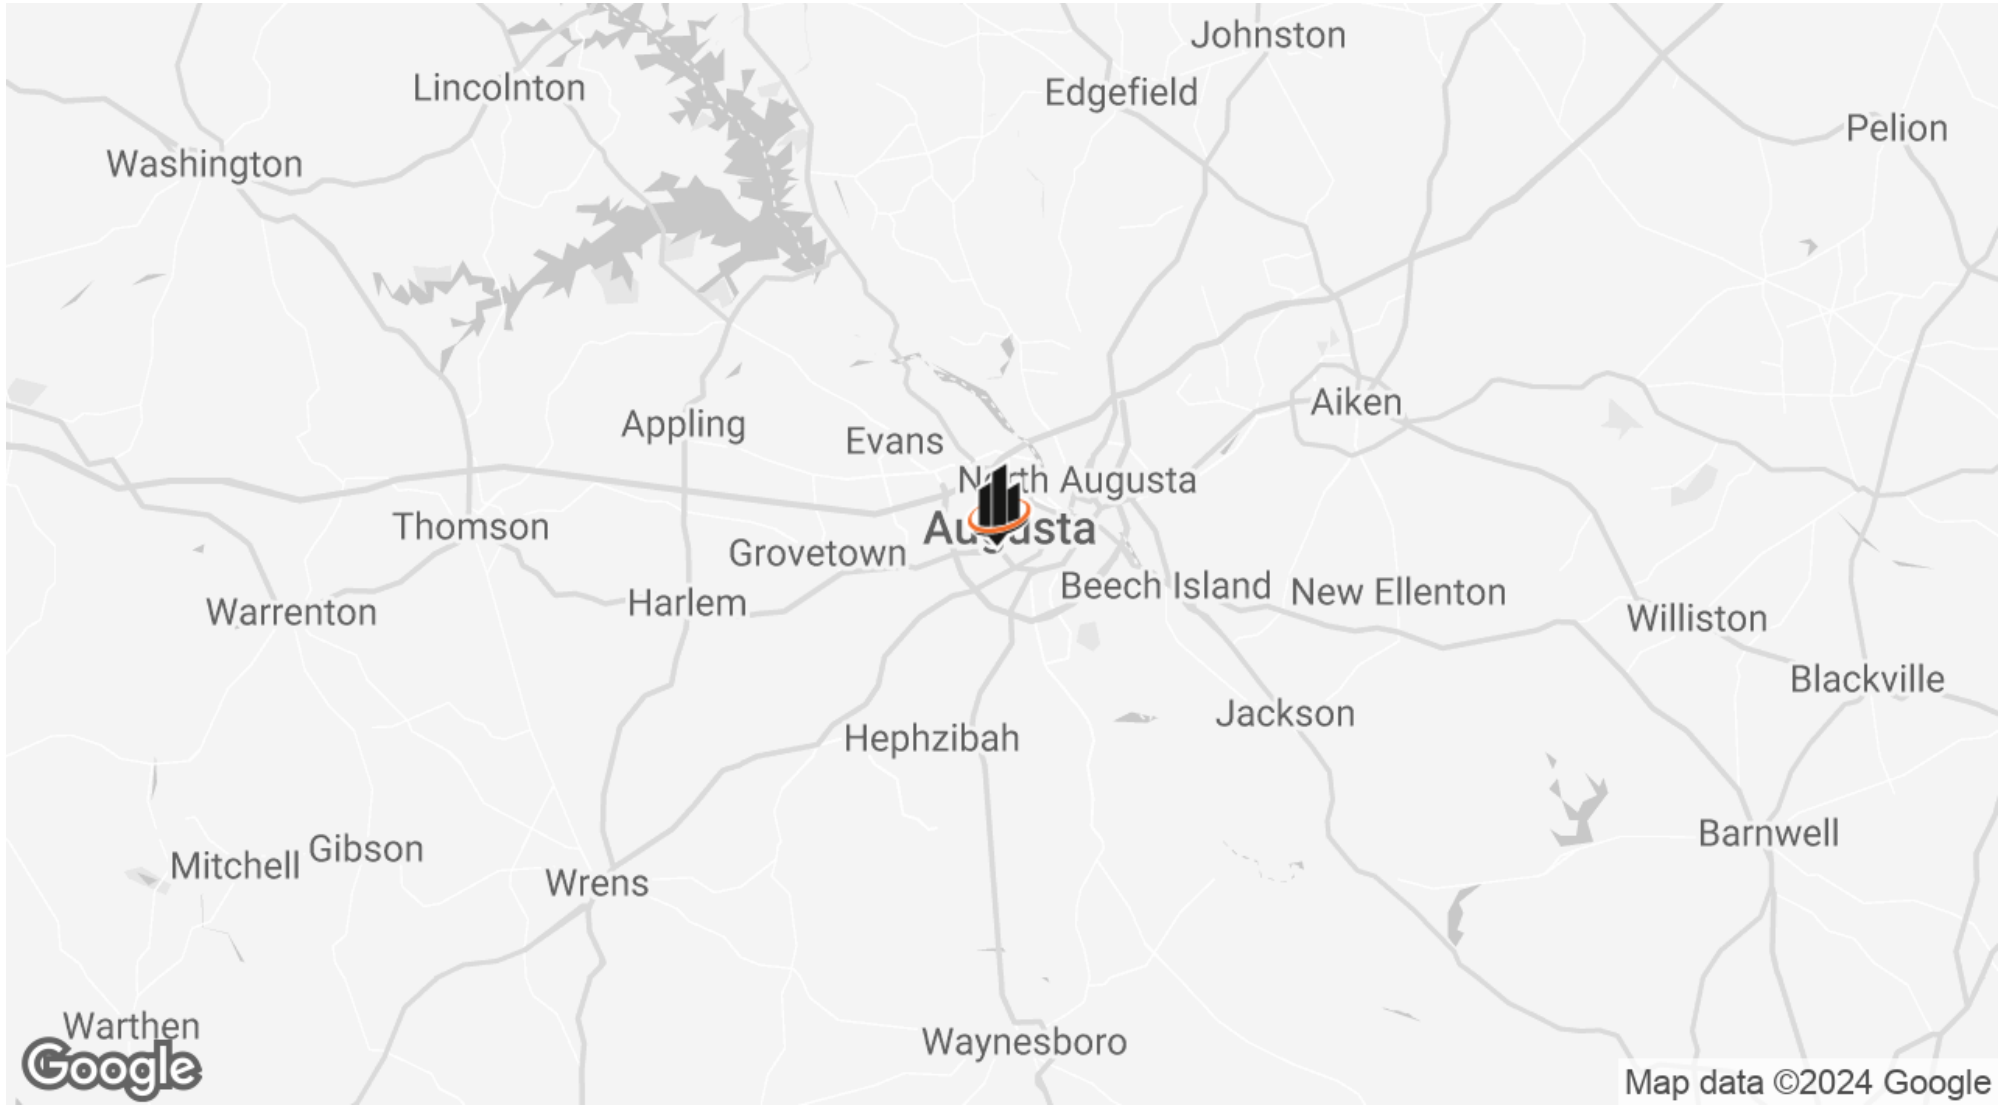 Johnston
Lincolnton
Edgefield
Pelion
Washington
Aiken
Appling
Evans
North Augusta
Thomson
Augusta
Grovetown
Beech Island
New Ellenton
Harlem
Warrenton
Williston
Blackville
Jackson
Hephzibah
Barnwell
Gibson
Mitchell
Wrens
Warthen
Waynesboro
Google
Map data ©2024 Google